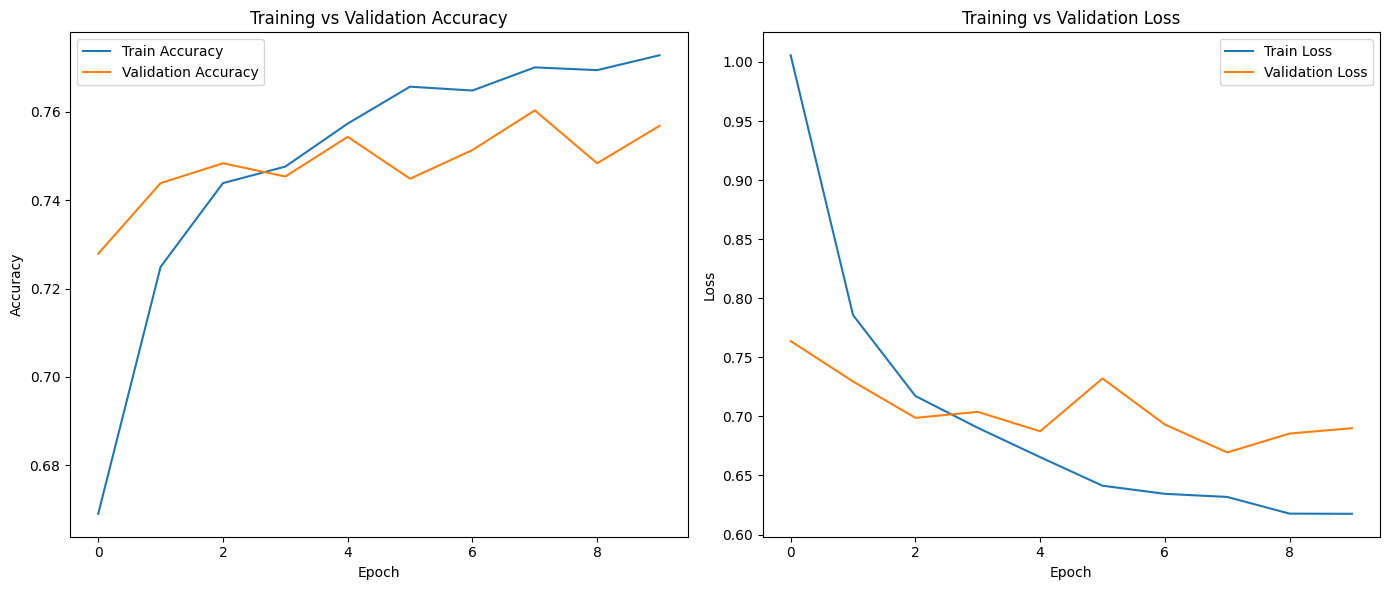 Training vs Validation Accuracy
Train Accuracy
Validation Accuracy
0.76
0.74
0.72
0.70
0.68
Accuracy
0 2 4 6 8
Epoch
Training vs Validation Loss
Train Loss
Validation Loss
1.00
0.95
0.90
0.85
0.80
0.75
0.70
0.65
0.60
Loss
0 2 4 6 8
Epoch